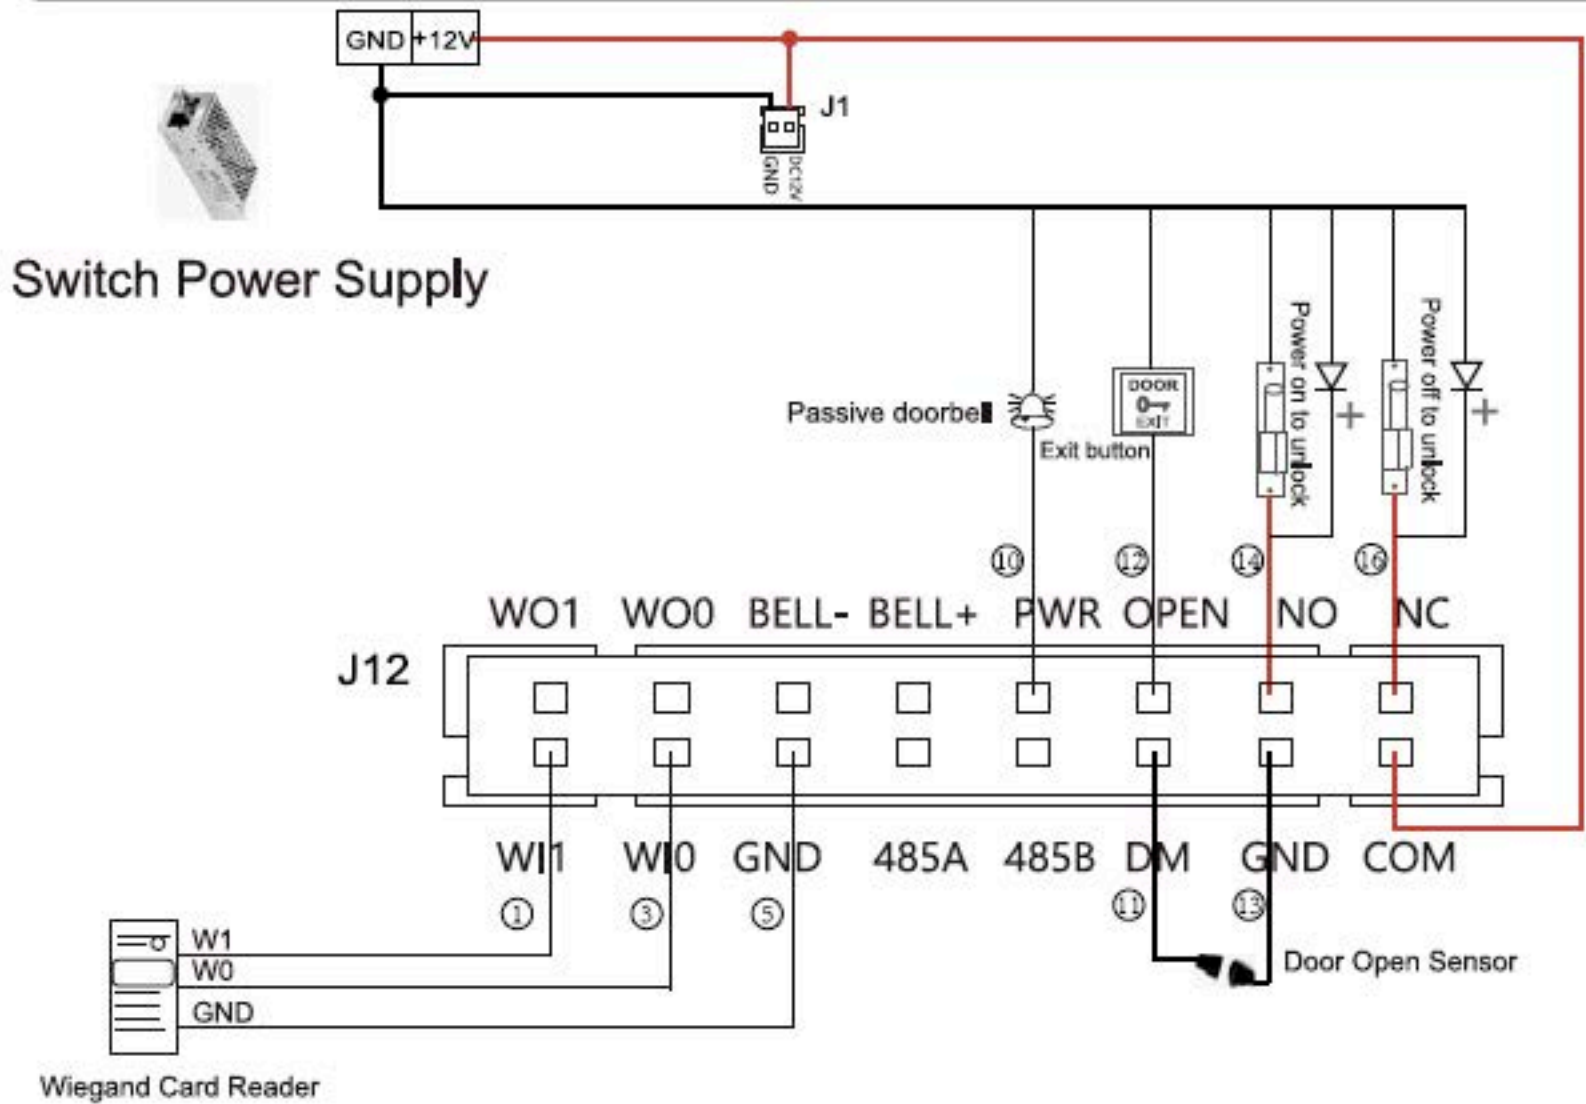 GND +12V
J1
GND
DC12V
Switch Power Supply
Power on to unlock
Power off to unlock
DOOR
EXIT
Passive doorbell
+
+
Exit button
10 12 14 16
WO1 WO0 BELL- BELL+ PWR OPEN NO NC
J12
WI1 WI0 GND 485A 485B DM GND COM
1 3 5 11 13
W1
W0
GND
Door Open Sensor
Wiegand Card Reader